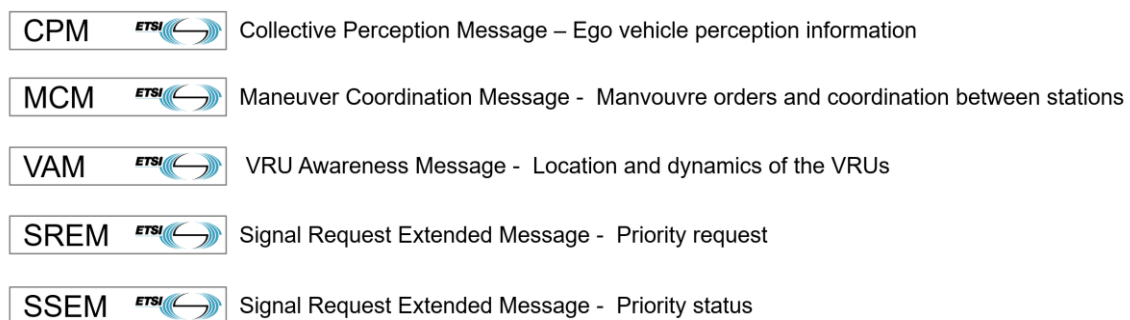 CPM ETSI Collective Perception Message – Ego vehicle perception information
MCM ETSI Maneuver Coordination Message - Manvouvre orders and coordination between stations
VAM ETSI VRU Awareness Message - Location and dynamics of the VRUs
SREM ETSI Signal Request Extended Message - Priority request
SSEM ETSI Signal Request Extended Message - Priority status